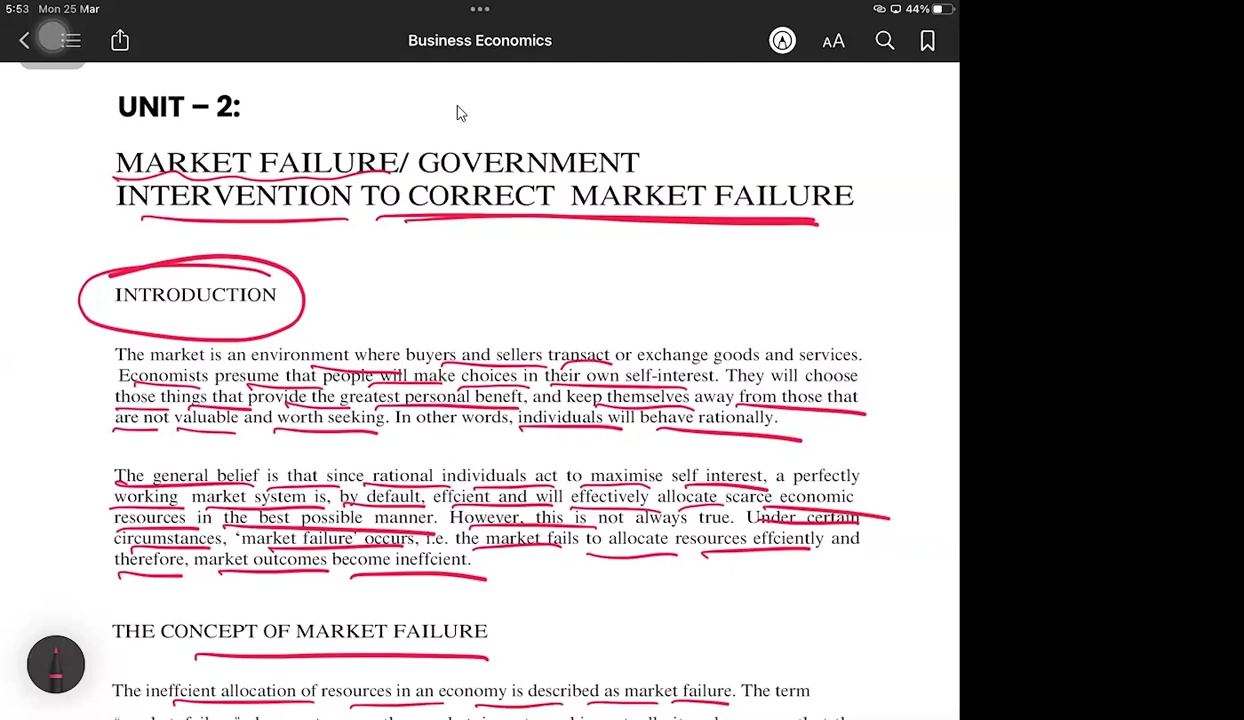 5:53 Mon 25 Mar
44%
Business Economics
AA
UNIT – 2:
MARKET FAILURE/ GOVERNMENT
INTERVENTION TO CORRECT MARKET FAILURE
INTRODUCTION
The market is an environment where buyers and sellers transact or exchange goods and services.
Economists presume that people will make choices in their own self-interest. They will choose
those things that provide the greatest personal beneft, and keep themselves away from those that
are not valuable and worth seeking. In other words, individuals will behave rationally.
The general belief is that since rational individuals act to maximise self interest, a perfectly
working market system is, by default, effcient and will effectively allocate scarce economic
resources in the best possible manner. However, this is not always true. Under certain
circumstances, ‘market failure’ occurs, i.e. the market fails to allocate resources effciently and
therefore, market outcomes become ineffcient.
THE CONCEPT OF MARKET FAILURE
The ineffcient allocation of resources in an economy is described as market failure. The term